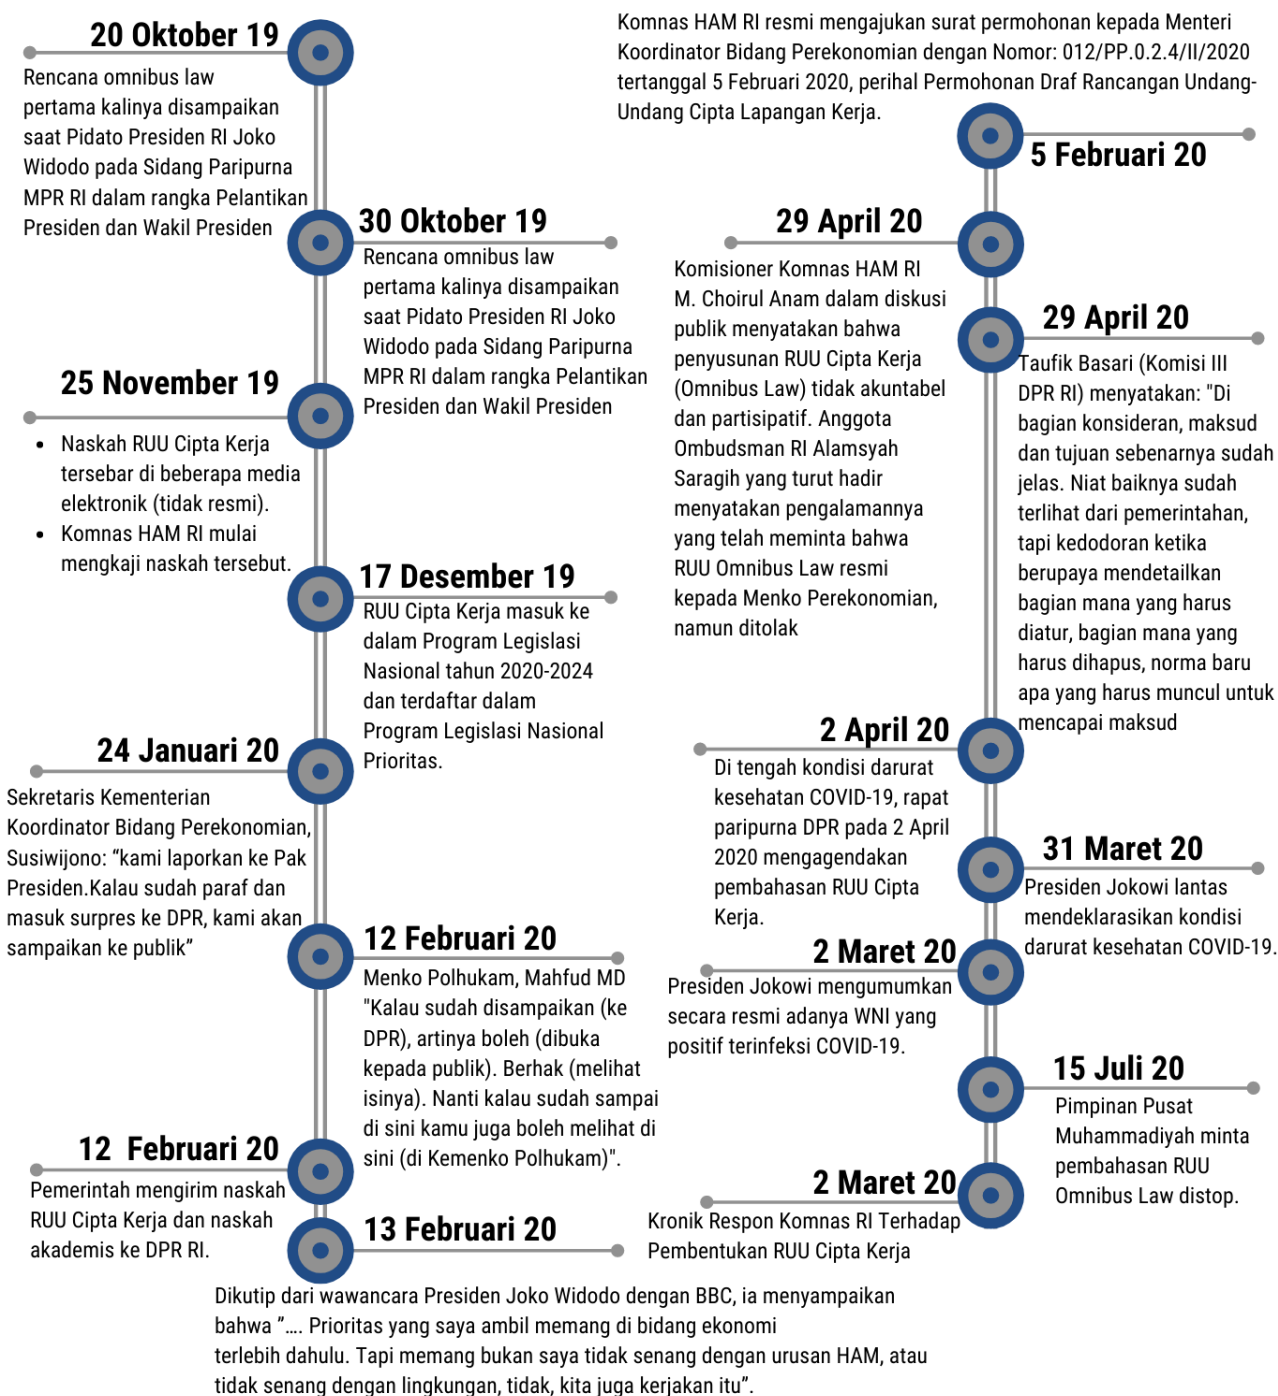 20 Oktober 19
Rencana omnibus law
pertama kalinya disampaikan
saat Pidato Presiden RI Joko
Widodo pada Sidang Paripurna
MPR RI dalam rangka Pelantikan
Presiden dan Wakil Presiden
30 Oktober 19
Rencana omnibus law
pertama kalinya disampaikan
saat Pidato Presiden RI Joko
Widodo pada Sidang Paripurna
MPR RI dalam rangka Pelantikan
Presiden dan Wakil Presiden
25 November 19
• Naskah RUU Cipta Kerja
tersebar di beberapa media
elektronik (tidak resmi).
• Komnas HAM RI mulai
mengkaji naskah tersebut.
17 Desember 19
RUU Cipta Kerja masuk ke
dalam Program Legislasi
Nasional tahun 2020-2024
dan terdaftar dalam
Program Legislasi Nasional
Prioritas.
24 Januari 20
Sekretaris Kementerian
Koordinator Bidang Perekonomian,
Susiwijono: “kami laporkan ke Pak
Presiden.Kalau sudah paraf dan
masuk surpres ke DPR, kami akan
sampaikan ke publik”
12 Februari 20
Menko Polhukam, Mahfud MD
"Kalau sudah disampaikan (ke
DPR), artinya boleh (dibuka
kepada publik). Berhak (melihat
isinya). Nanti kalau sudah sampai
di sini kamu juga boleh melihat di
sini (di Kemenko Polhukam)".
12 Februari 20
Pemerintah mengirim naskah
RUU Cipta Kerja dan naskah
akademis ke DPR RI.
13 Februari 20
Dikutip dari wawancara Presiden Joko Widodo dengan BBC, ia menyampaikan
bahwa ”.... Prioritas yang saya ambil memang di bidang ekonomi
terlebih dahulu. Tapi memang bukan saya tidak senang dengan urusan HAM, atau
tidak senang dengan lingkungan, tidak, kita juga kerjakan itu”.
Komnas HAM RI resmi mengajukan surat permohonan kepada Menteri
Koordinator Bidang Perekonomian dengan Nomor: 012/PP.0.2.4/II/2020
tertanggal 5 Februari 2020, perihal Permohonan Draf Rancangan Undang-
Undang Cipta Lapangan Kerja.
5 Februari 20
29 April 20
Komisioner Komnas HAM RI
M. Choirul Anam dalam diskusi
publik menyatakan bahwa
penyusunan RUU Cipta Kerja
(Omnibus Law) tidak akuntabel
dan partisipatif. Anggota
Ombudsman RI Alamsyah
Saragih yang turut hadir
menyatakan pengalamannya
yang telah meminta bahwa
RUU Omnibus Law resmi
kepada Menko Perekonomian,
namun ditolak
29 April 20
Taufik Basari (Komisi III
DPR RI) menyatakan: "Di
bagian konsideran, maksud
dan tujuan sebenarnya sudah
jelas. Niat baiknya sudah
terlihat dari pemerintahan,
tapi kedodoran ketika
berupaya mendetailkan
bagian mana yang harus
diatur, bagian mana yang
harus dihapus, norma baru
apa yang harus muncul untuk
mencapai maksud
2 April 20
Di tengah kondisi darurat
kesehatan COVID-19, rapat
paripurna DPR pada 2 April
2020 mengagendakan
pembahasan RUU Cipta
Kerja.
31 Maret 20
Presiden Jokowi lantas
mendeklarasikan kondisi
darurat kesehatan COVID-19.
2 Maret 20
Presiden Jokowi mengumumkan
secara resmi adanya WNI yang
positif terinfeksi COVID-19.
15 Juli 20
Pimpinan Pusat
Muhammadiyah minta
pembahasan RUU
Omnibus Law distop.
2 Maret 20
Kronik Respon Komnas RI Terhadap
Pembentukan RUU Cipta Kerja